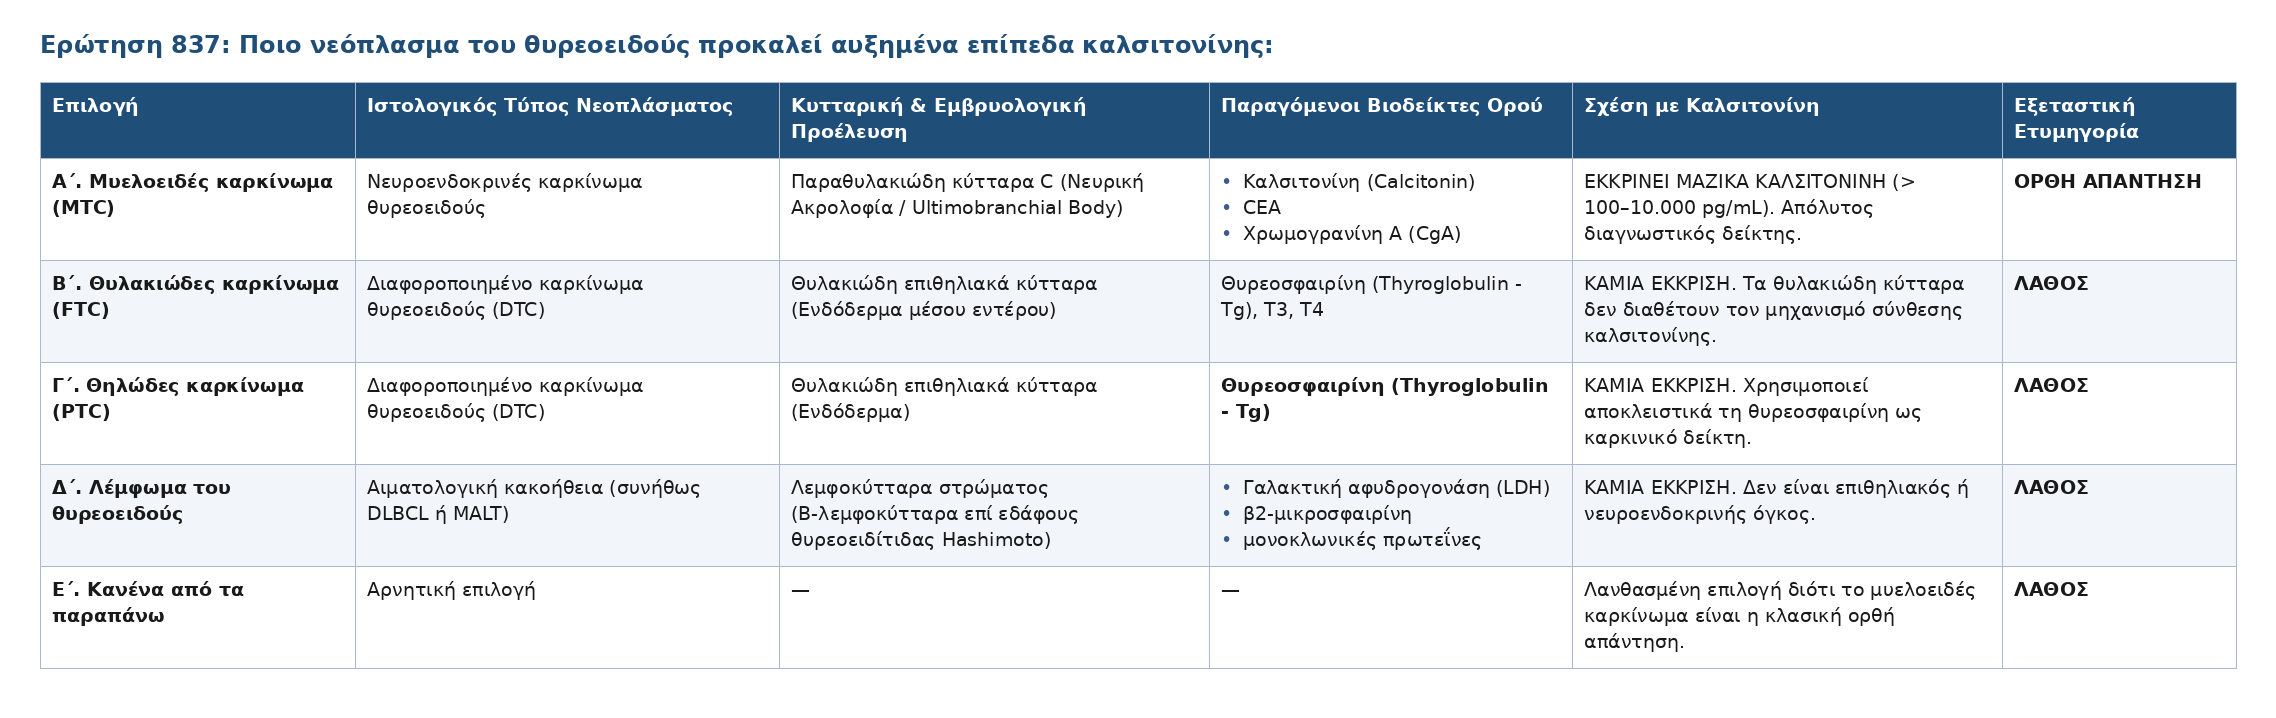 Ερώτηση 837: Ποιο νεόπλασμα του θυρεοειδούς προκαλεί αυξημένα επίπεδα καλσιτονίνης:
Επιλογή
Ιστολογικός Τύπος Νεοπλάσματος
Κυτταρική & Εμβρυολογική
Προέλευση
Παραγόμενοι Βιοδείκτες Ορού
Σχέση με Καλσιτονίνη
Εξεταστική
Ετυμηγορία
Α΄. Μυελοειδές καρκίνωμα
(MTC)
Νευροενδοκρινές καρκίνωμα
θυρεοειδούς
Παραθυλακιώδη κύτταρα C (Νευρική
Ακρολοφία / Ultimobranchial Body)
• Καλσιτονίνη (Calcitonin)
• CEA
• Χρωμογρανίνη Α (CgA)
ΕΚΚΡΙΝΕΙ ΜΑΖΙΚΑ ΚΑΛΣΙΤΟΝΙΝΗ (>
100–10.000 pg/mL). Απόλυτος
διαγνωστικός δείκτης.
ΟΡΘΗ ΑΠΑΝΤΗΣΗ
Β΄. Θυλακιώδες καρκίνωμα
(FTC)
Διαφοροποιημένο καρκίνωμα
θυρεοειδούς (DTC)
Θυλακιώδη επιθηλιακά κύτταρα
(Ενδόδερμα μέσου εντέρου)
Θυρεοσφαιρίνη (Thyroglobulin -
Tg), T3, T4
ΚΑΜΙΑ ΕΚΚΡΙΣΗ. Τα θυλακιώδη κύτταρα
δεν διαθέτουν τον μηχανισμό σύνθεσης
καλσιτονίνης.
ΛΑΘΟΣ
Γ΄. Θηλώδες καρκίνωμα
(PTC)
Διαφοροποιημένο καρκίνωμα
θυρεοειδούς (DTC)
Θυλακιώδη επιθηλιακά κύτταρα
(Ενδόδερμα)
Θυρεοσφαιρίνη (Thyroglobulin
- Tg)
ΚΑΜΙΑ ΕΚΚΡΙΣΗ. Χρησιμοποιεί
αποκλειστικά τη θυρεοσφαιρίνη ως
καρκινικό δείκτη.
ΛΑΘΟΣ
Δ΄. Λέμφωμα του
θυρεοειδούς
Αιματολογική κακοήθεια (συνήθως
DLBCL ή MALT)
Λεμφοκύτταρα στρώματος
(Β-λεμφοκύτταρα επί εδάφους
θυρεοειδίτιδας Hashimoto)
• Γαλακτική αφυδρογονάση (LDH)
• β2-μικροσφαιρίνη
• μονοκλωνικές πρωτεΐνες
ΚΑΜΙΑ ΕΚΚΡΙΣΗ. Δεν είναι επιθηλιακός ή
νευροενδοκρινής όγκος.
ΛΑΘΟΣ
Ε΄. Κανένα από τα
παραπάνω
Αρνητική επιλογή
—
—
Λανθασμένη επιλογή διότι το μυελοειδές
καρκίνωμα είναι η κλασική ορθή
απάντηση.
ΛΑΘΟΣ